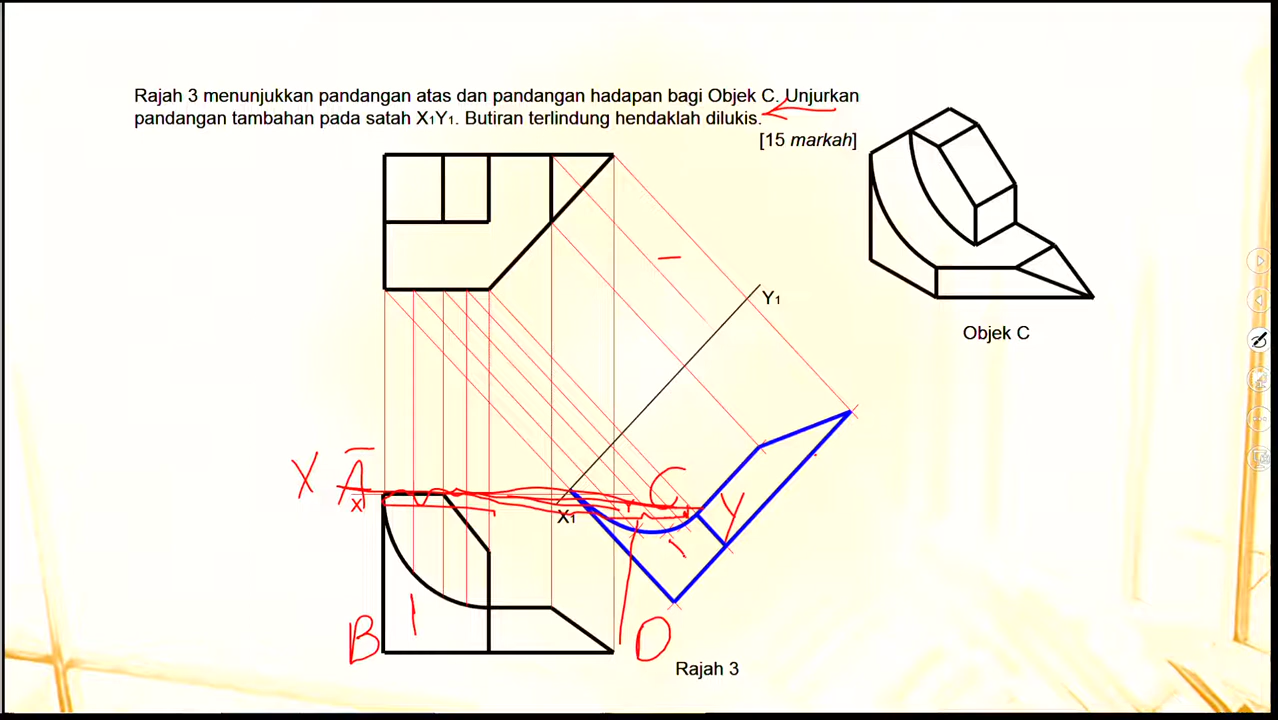 Rajah 3 menunjukkan pandangan atas dan pandangan hadapan bagi Objek C. Unjurkan
pandangan tambahan pada satah X₁Y₁. Butiran terlindung hendaklah dilukis.
[15 markah]
Y₁
Objek C
X A
C
X₁
Y
B
D
Rajah 3